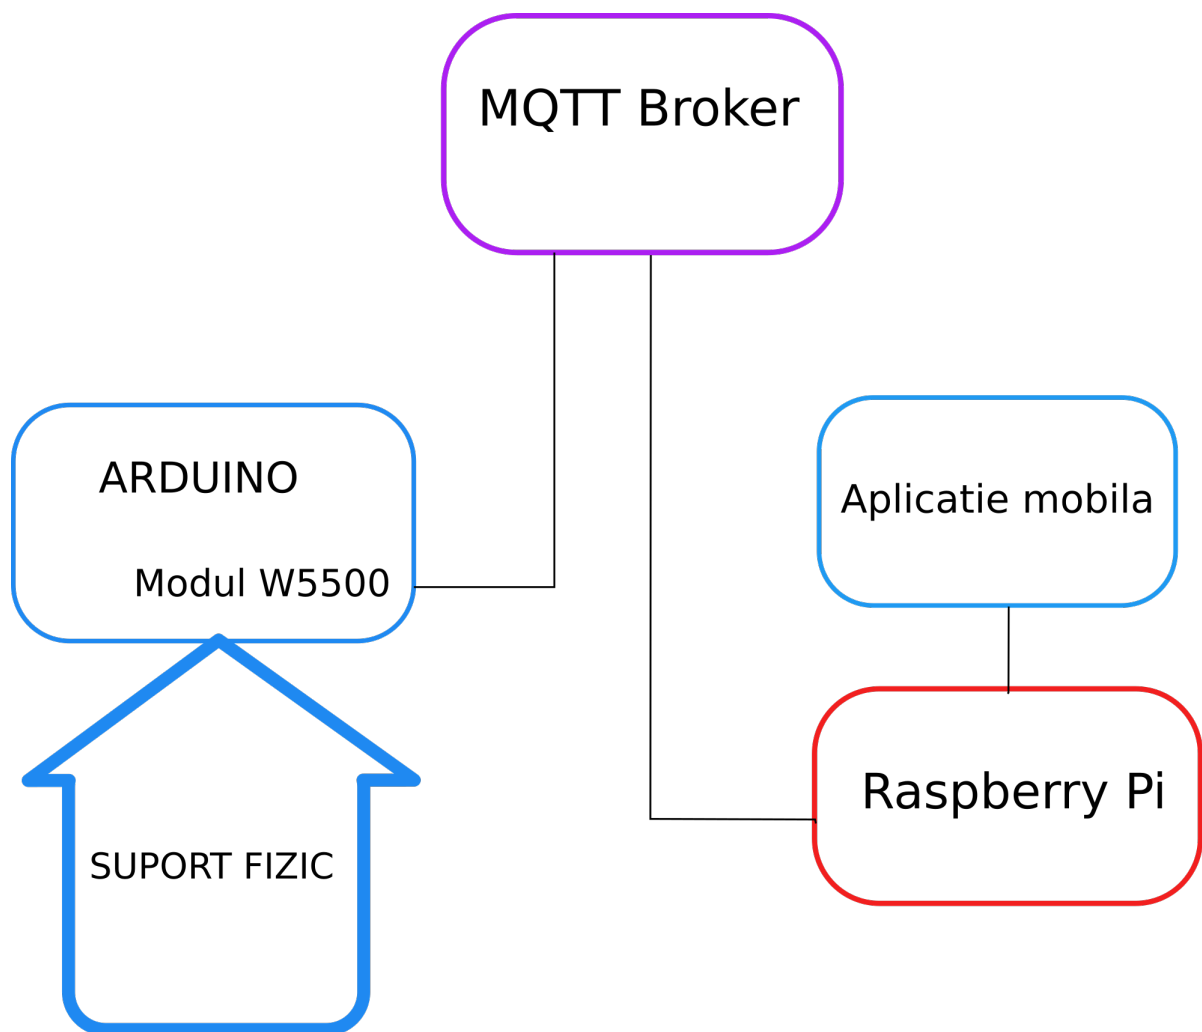 MQTT Broker
ARDUINO
Modul W5500
Aplicatie mobila
Raspberry Pi
SUPORT FIZIC